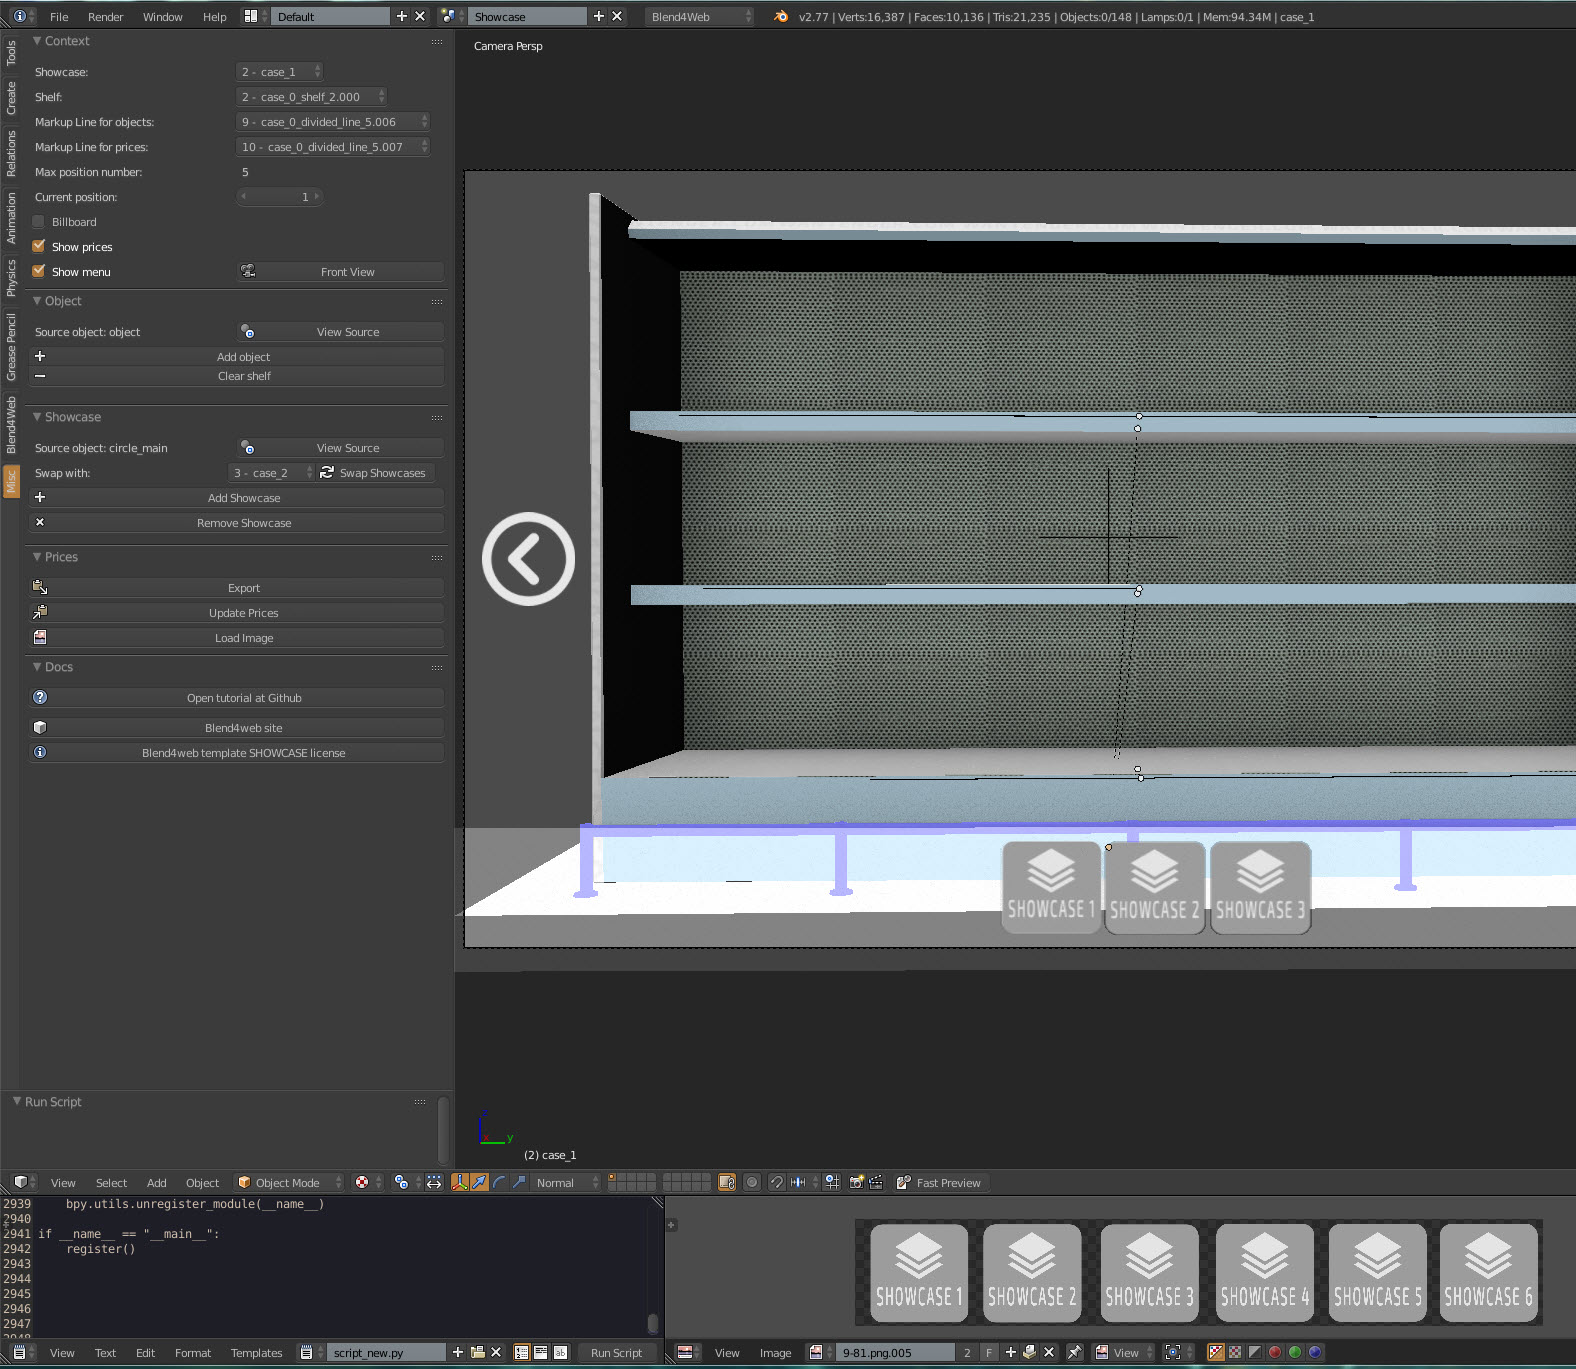 File Render Window Help Default Showcase Blend4Web v2.77 | Verts:16,387 | Faces:10,136 | Tris:21,235 | Objects:0/148 | Lamps:0/1 | Mem:94.34M | case_1
Tools
Create
Relations
Animation
Physics
Grease Pencil
Blend4Web
Misc
Context
Showcase: 2 - case_1
Shelf: 2 - case_0_shelf_2.000
Markup Line for objects: 9 - case_0_divided_line_5.006
Markup Line for prices: 10 - case_0_divided_line_5.007
Max position number: 5
Current position: 1
Billboard
Show prices
Show menu Front View
Object
Source object: object View Source
Add object
Clear shelf
Showcase
Source object: circle_main View Source
Swap with: 3 - case_2 Swap Showcases
Add Showcase
Remove Showcase
Prices
Export
Update Prices
Load Image
Docs
Open tutorial at Github
Blend4web site
Blend4web template SHOWCASE license
Run Script
Camera Persp
SHOWCASE 1 SHOWCASE 2 SHOWCASE 3
y
(2) case_1
View Select Add Object Object Mode Normal Fast Preview
2939 bpy.utils.unregister_module(__name__)
2940
2941 if __name__ == "__main__":
2942 register()
2943
2944
2945
2946
2947
SHOWCASE 1 SHOWCASE 2 SHOWCASE 3 SHOWCASE 4 SHOWCASE 5 SHOWCASE 6
View Text Edit Format Templates script_new.py ab Run Script View Image 9-81.png.005 2 F View